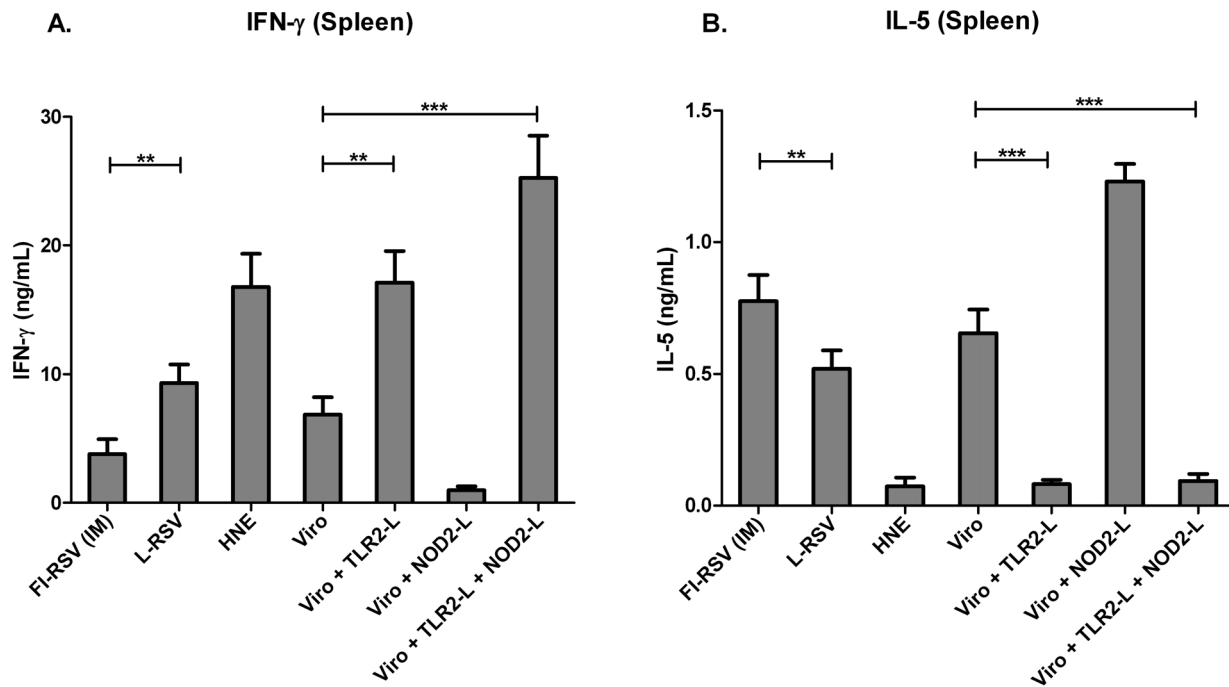 A.
IFN-γ (Spleen)
IFN-γ (ng/mL)
30
20
10
0
**
**
***
FI-RSV (IM)
L-RSV
HNE
Viro
Viro + TLR2-L
Viro + NOD2-L
Viro + TLR2-L + NOD2-L
B.
IL-5 (Spleen)
IL-5 (ng/mL)
1.5
1.0
0.5
0.0
**
***
***
FI-RSV (IM)
L-RSV
HNE
Viro
Viro + TLR2-L
Viro + NOD2-L
Viro + TLR2-L + NOD2-L